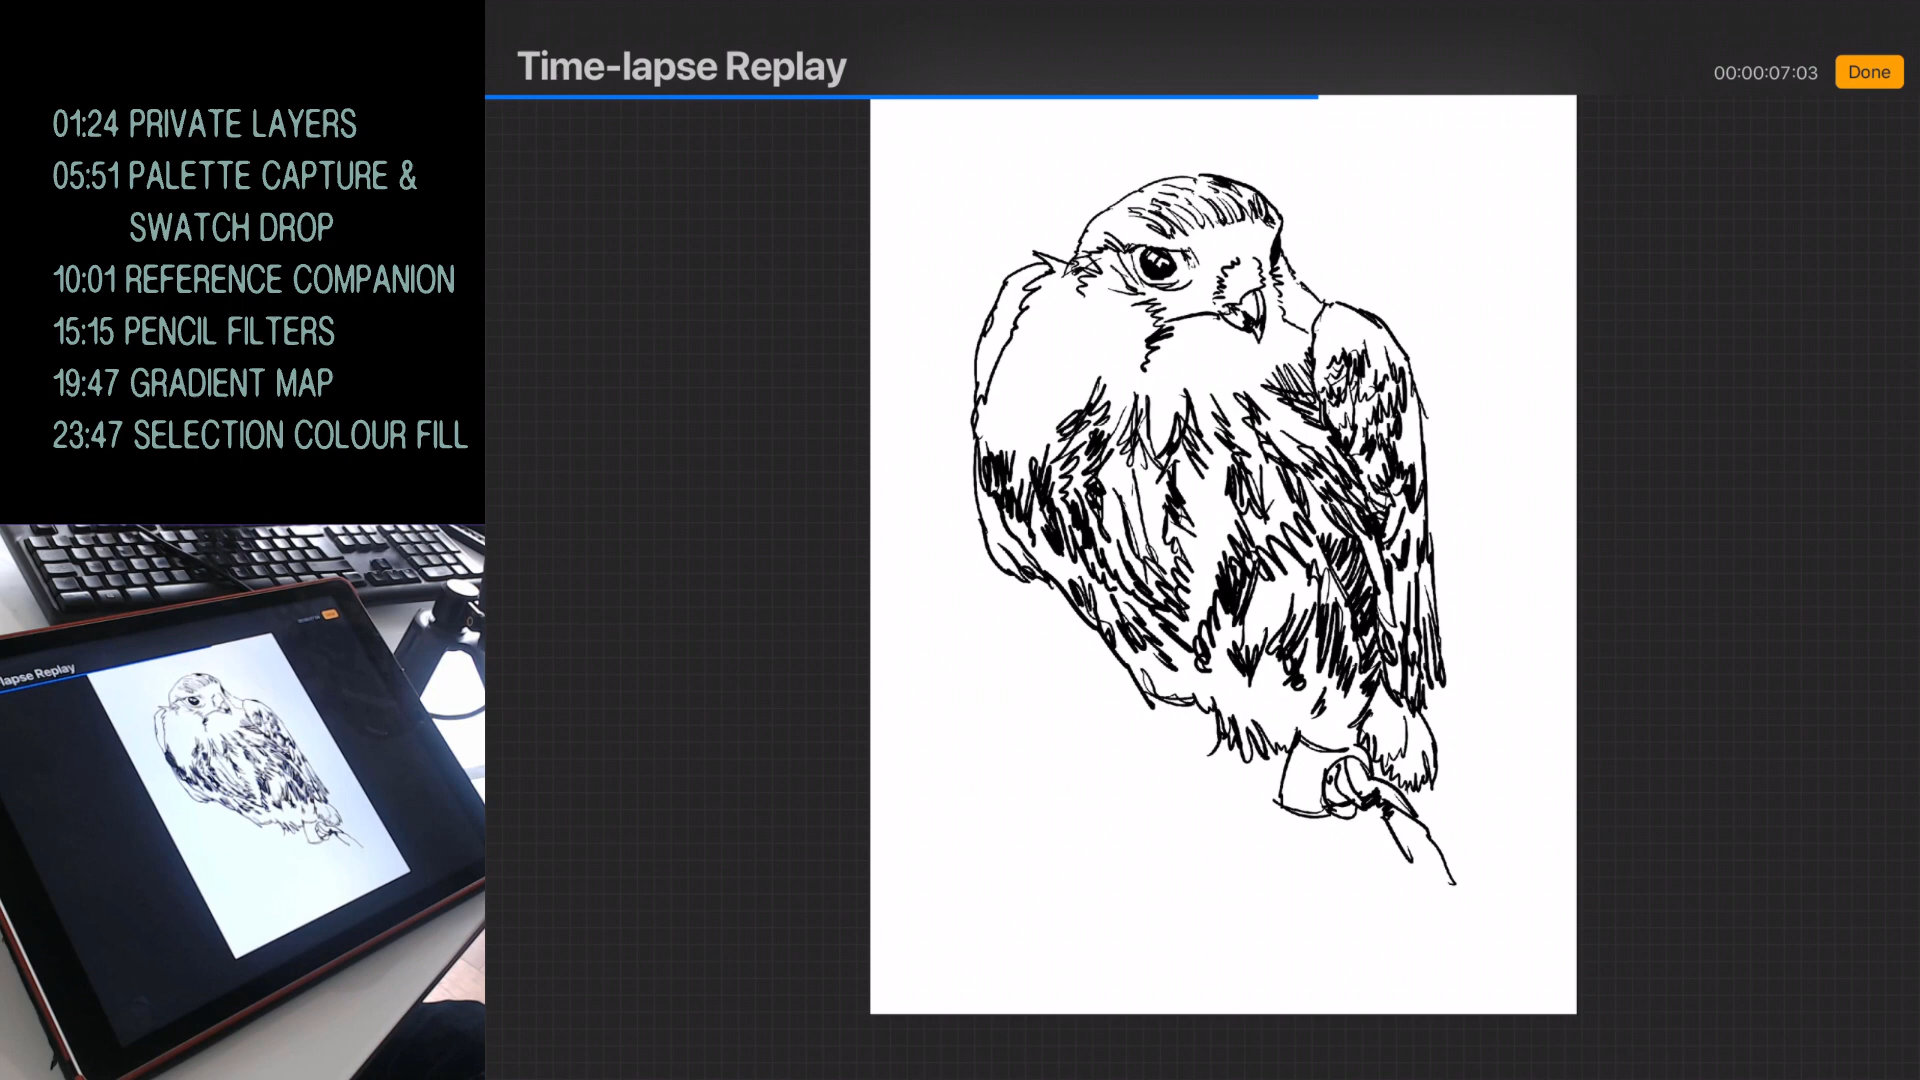 01:24 PRIVATE LAYERS
05:51 PALETTE CAPTURE &
SWATCH DROP
10:01 REFERENCE COMPANION
15:15 PENCIL FILTERS
19:47 GRADIENT MAP
23:47 SELECTION COLOUR FILL
Time-lapse Replay
00:00:07:03
Done
lapse Replay